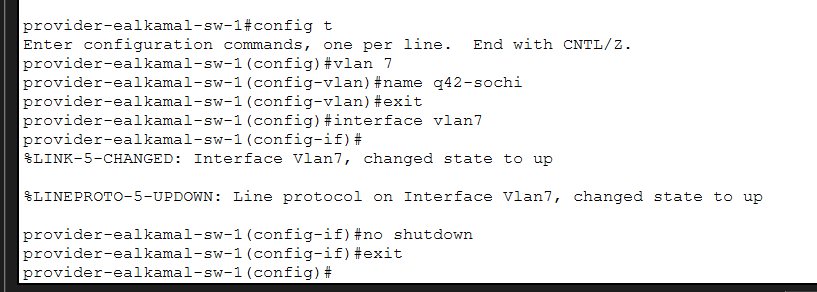 provider-ealkamal-sw-1#config t
Enter configuration commands, one per line.  End with CNTL/Z.
provider-ealkamal-sw-1(config)#vlan 7
provider-ealkamal-sw-1(config-vlan)#name q42-sochi
provider-ealkamal-sw-1(config-vlan)#exit
provider-ealkamal-sw-1(config)#interface vlan7
provider-ealkamal-sw-1(config-if)#
%LINK-5-CHANGED: Interface Vlan7, changed state to up
%LINEPROTO-5-UPDOWN: Line protocol on Interface Vlan7, changed state to up
provider-ealkamal-sw-1(config-if)#no shutdown
provider-ealkamal-sw-1(config-if)#exit
provider-ealkamal-sw-1(config)#